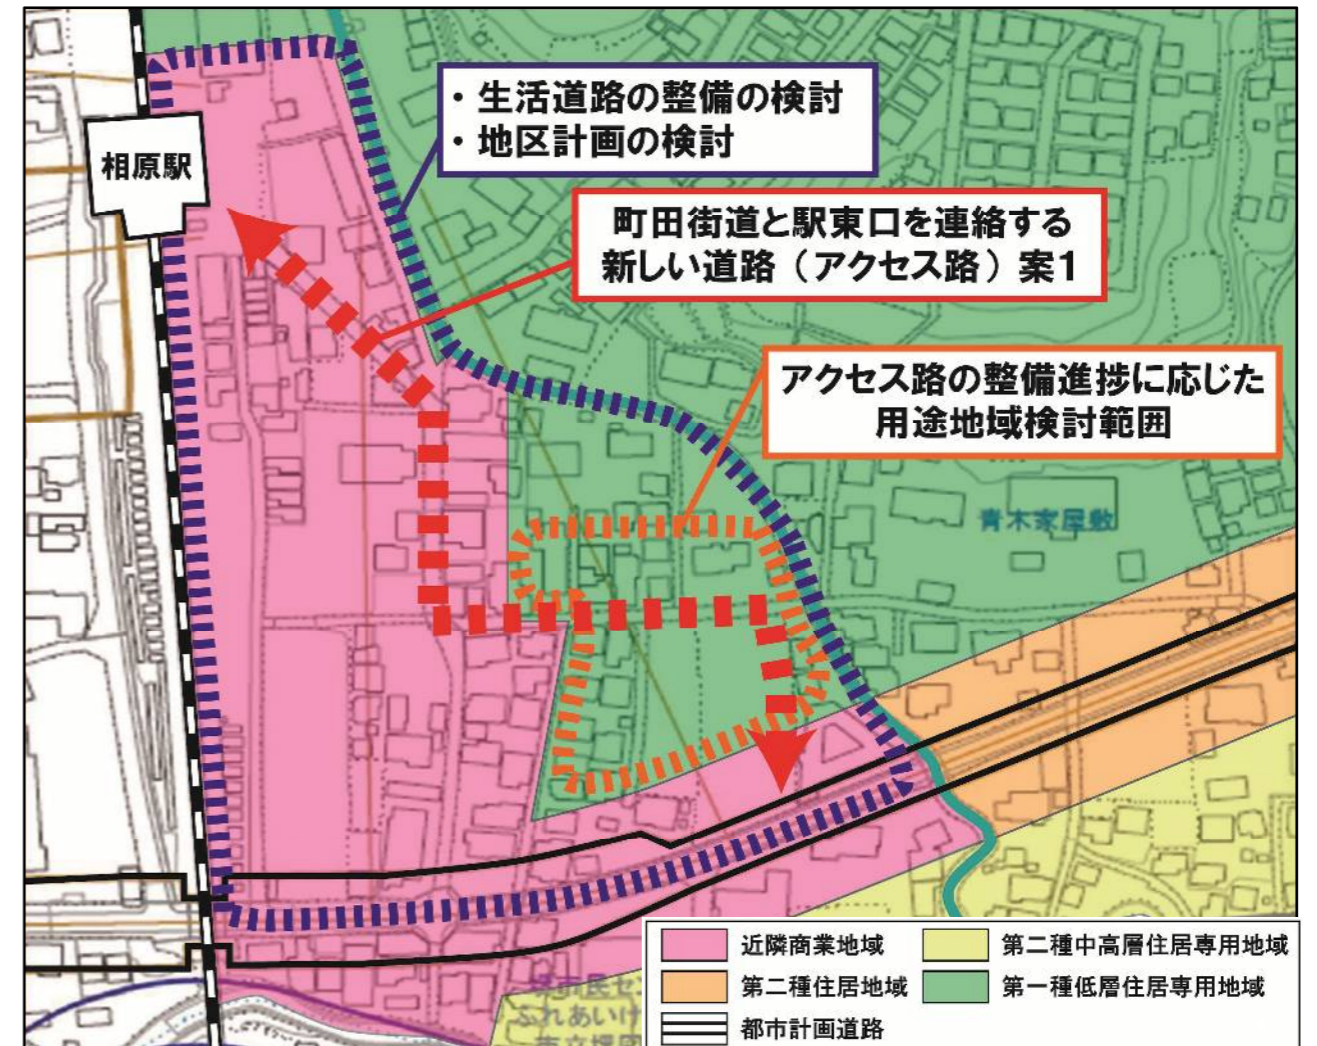 ・生活道路の整備の検討
・地区計画の検討
相原駅
町田街道と駅東口を連絡する
新しい道路（アクセス路）案1
アクセス路の整備進捗に応じた
用途地域検討範囲
青木家屋敷
ふれあいけ
近隣商業地域
第二種中高層住居専用地域
第二種住居地域
第一種低層住居専用地域
都市計画道路